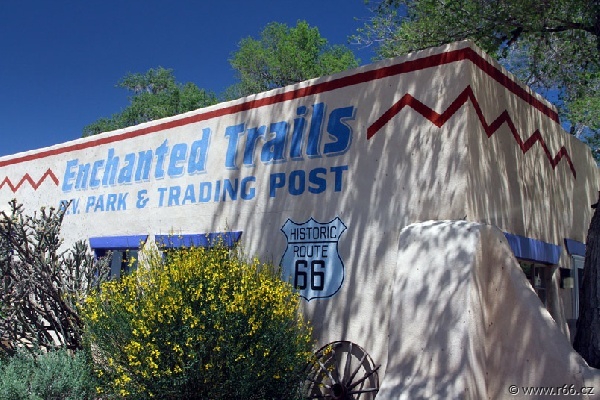 Enchanted Trails
R.V. PARK & TRADING POST
HISTORIC
ROUTE
66
© www.r66.cz